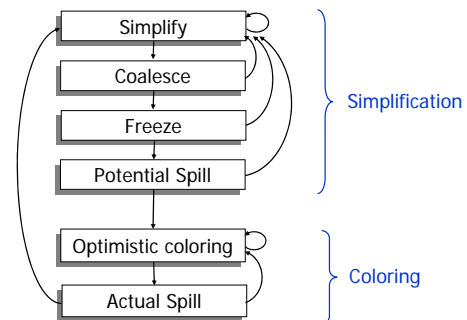 Simplify
Coalesce
Freeze
Potential Spill
Simplification
Optimistic coloring
Actual Spill
Coloring